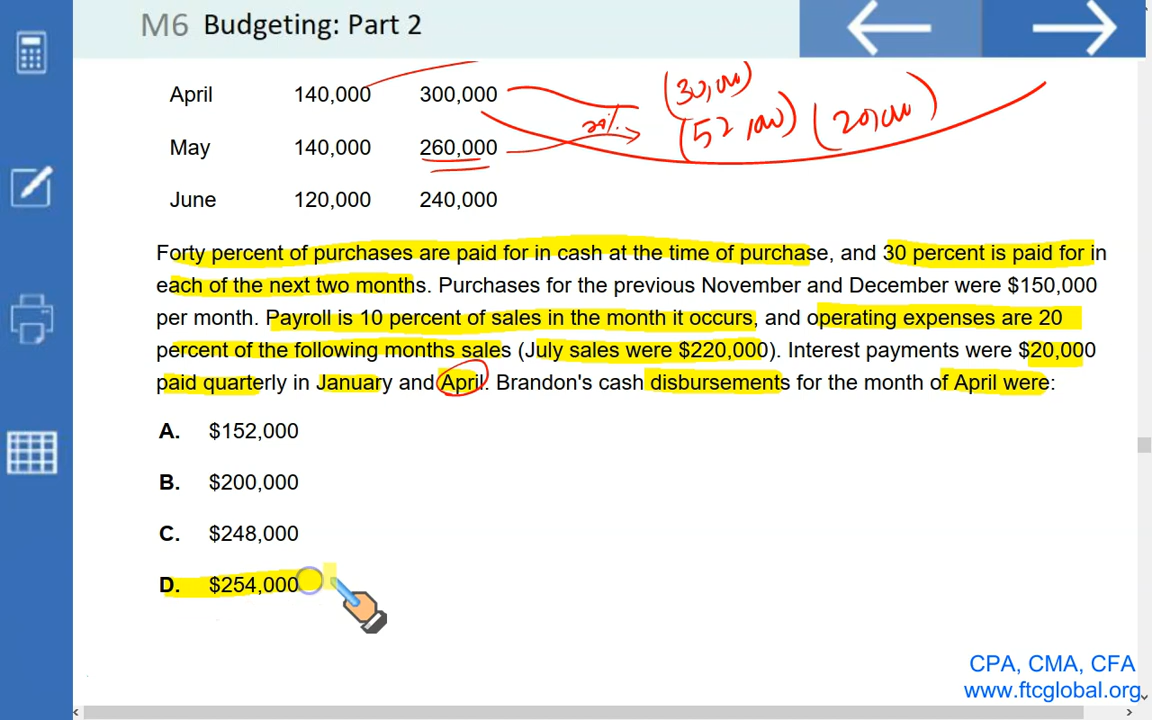 M6 Budgeting: Part 2
April 140,000 300,000
(30,000)
20%
(52,000) (20,000)
May 140,000 260,000
June 120,000 240,000
Forty percent of purchases are paid for in cash at the time of purchase, and 30 percent is paid for in
each of the next two months. Purchases for the previous November and December were $150,000
per month. Payroll is 10 percent of sales in the month it occurs, and operating expenses are 20
percent of the following months sales (July sales were $220,000). Interest payments were $20,000
paid quarterly in January and April. Brandon's cash disbursements for the month of April were:
A. $152,000
B. $200,000
C. $248,000
D. $254,000
CPA, CMA, CFA
www.ftcglobal.org